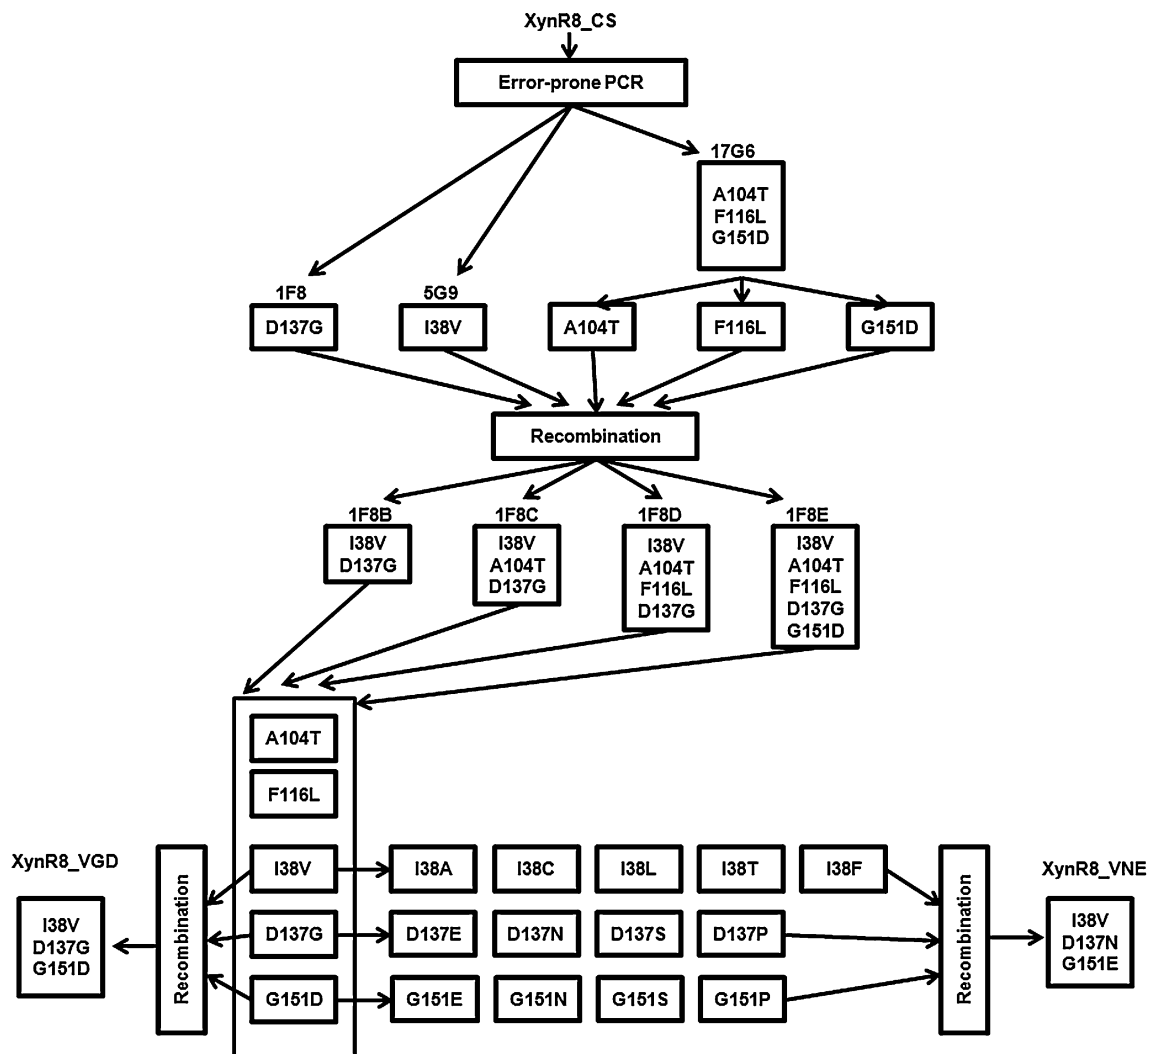 XynR8_CS
Error-prone PCR
17G6
A104T
F116L
G151D
1F8
5G9
D137G
I38V
A104T
F116L
G151D
Recombination
1F8B
1F8C
1F8D
1F8E
I38V
D137G
I38V
A104T
D137G
I38V
A104T
F116L
D137G
I38V
A104T
F116L
D137G
G151D
A104T
F116L
XynR8_VGD
I38V
D137G
G151D
Recombination
I38V
I38A
I38C
I38L
I38T
I38F
D137G
D137E
D137N
D137S
D137P
G151D
G151E
G151N
G151S
G151P
Recombination
XynR8_VNE
I38V
D137N
G151E